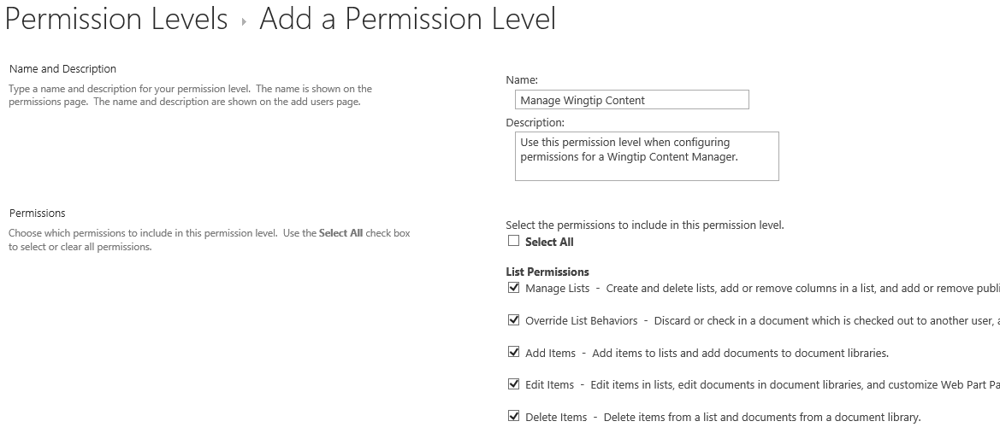 Permission Levels ▸ Add a Permission Level
Name and Description
Type a name and description for your permission level. The name is shown on the
permissions page. The name and description are shown on the add users page.
Name:
Manage Wingtip Content
Description:
Use this permission level when configuring
permissions for a Wingtip Content Manager.
Permissions
Choose which permissions to include in this permission level. Use the Select All check box
to select or clear all permissions.
Select the permissions to include in this permission level.
Select All
List Permissions
Manage Lists - Create and delete lists, add or remove columns in a list, and add or remove publi
Override List Behaviors - Discard or check in a document which is checked out to another user, a
Add Items - Add items to lists and add documents to document libraries.
Edit Items - Edit items in lists, edit documents in document libraries, and customize Web Part Pa
Delete Items - Delete items from a list and documents from a document library.